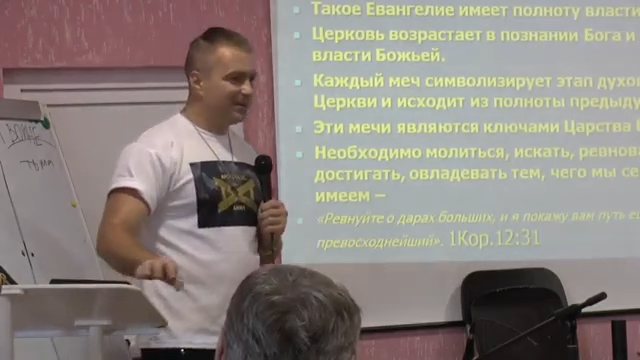 Такое Евангелие имеет полноту власти
Церковь возрастает в познании Бога и
власти Божьей.
Каждый меч символизирует этап духо
Церкви и исходит из полноты преды
Эти мечи являются ключами Царства
Необходимо молиться, искать, ревнова
достигать, овладевать тем, чего мы се
имеем –
«Ревнуйте о дарах больших, и я покажу вам путь е
превосходнейший». 1Кор.12:31